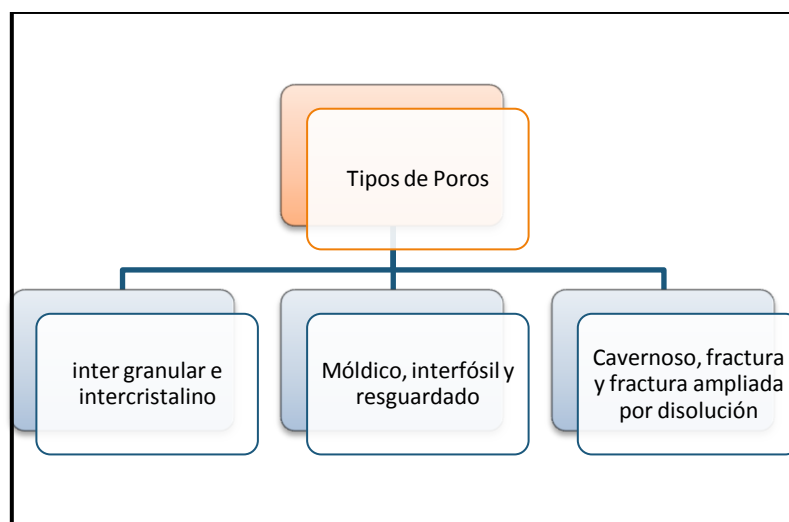 Tipos de Poros
inter granular e
intercristalino
Móldico, interfósil y
resguardado
Cavernoso, fractura
y fractura ampliada
por disolución